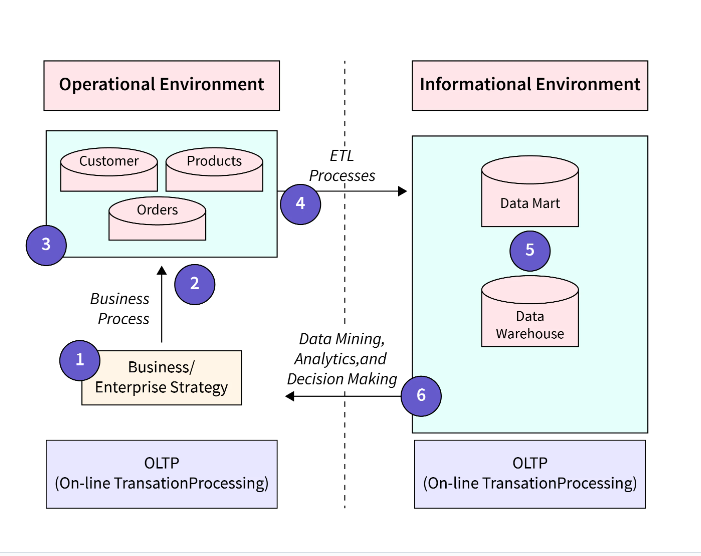 Operational Environment
Informational Environment
Customer
Products
Orders
ETL
Processes
Data Mart
3
4
5
2
Business
Process
Data
Warehouse
1
Business/
Enterprise Strategy
Data Mining,
Analytics,and
Decision Making
6
OLTP
(On-line TransationProcessing)
OLTP
(On-line TransationProcessing)